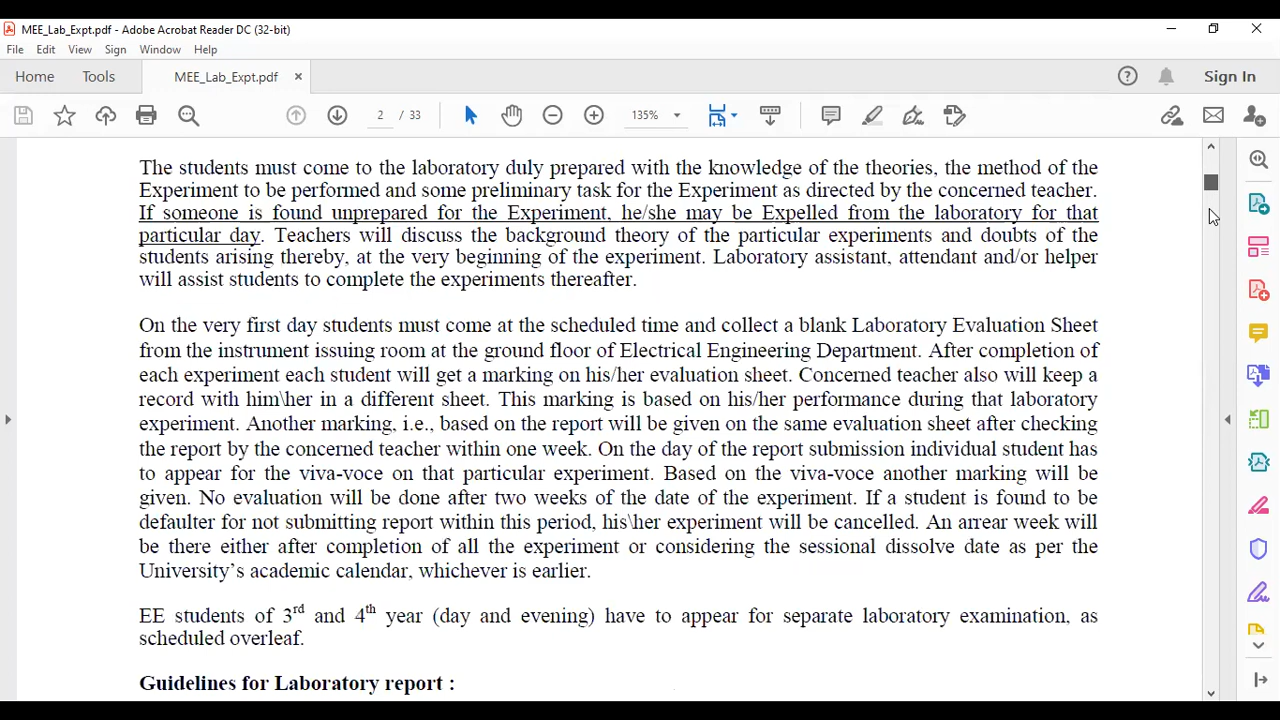 MEE_Lab_Expt.pdf - Adobe Acrobat Reader DC (32-bit)
File Edit View Sign Window Help
Home Tools MEE_Lab_Expt.pdf × Sign In
2 / 33 135%
The students must come to the laboratory duly prepared with the knowledge of the theories, the method of the
Experiment to be performed and some preliminary task for the Experiment as directed by the concerned teacher.
If someone is found unprepared for the Experiment, he/she may be Expelled from the laboratory for that
particular day. Teachers will discuss the background theory of the particular experiments and doubts of the
students arising thereby, at the very beginning of the experiment. Laboratory assistant, attendant and/or helper
will assist students to complete the experiments thereafter.
On the very first day students must come at the scheduled time and collect a blank Laboratory Evaluation Sheet
from the instrument issuing room at the ground floor of Electrical Engineering Department. After completion of
each experiment each student will get a marking on his/her evaluation sheet. Concerned teacher also will keep a
record with him\her in a different sheet. This marking is based on his/her performance during that laboratory
experiment. Another marking, i.e., based on the report will be given on the same evaluation sheet after checking
the report by the concerned teacher within one week. On the day of the report submission individual student has
to appear for the viva-voce on that particular experiment. Based on the viva-voce another marking will be
given. No evaluation will be done after two weeks of the date of the experiment. If a student is found to be
defaulter for not submitting report within this period, his\her experiment will be cancelled. An arrear week will
be there either after completion of all the experiment or considering the sessional dissolve date as per the
University's academic calendar, whichever is earlier.
EE students of 3rd and 4th year (day and evening) have to appear for separate laboratory examination, as
scheduled overleaf.
Guidelines for Laboratory report :